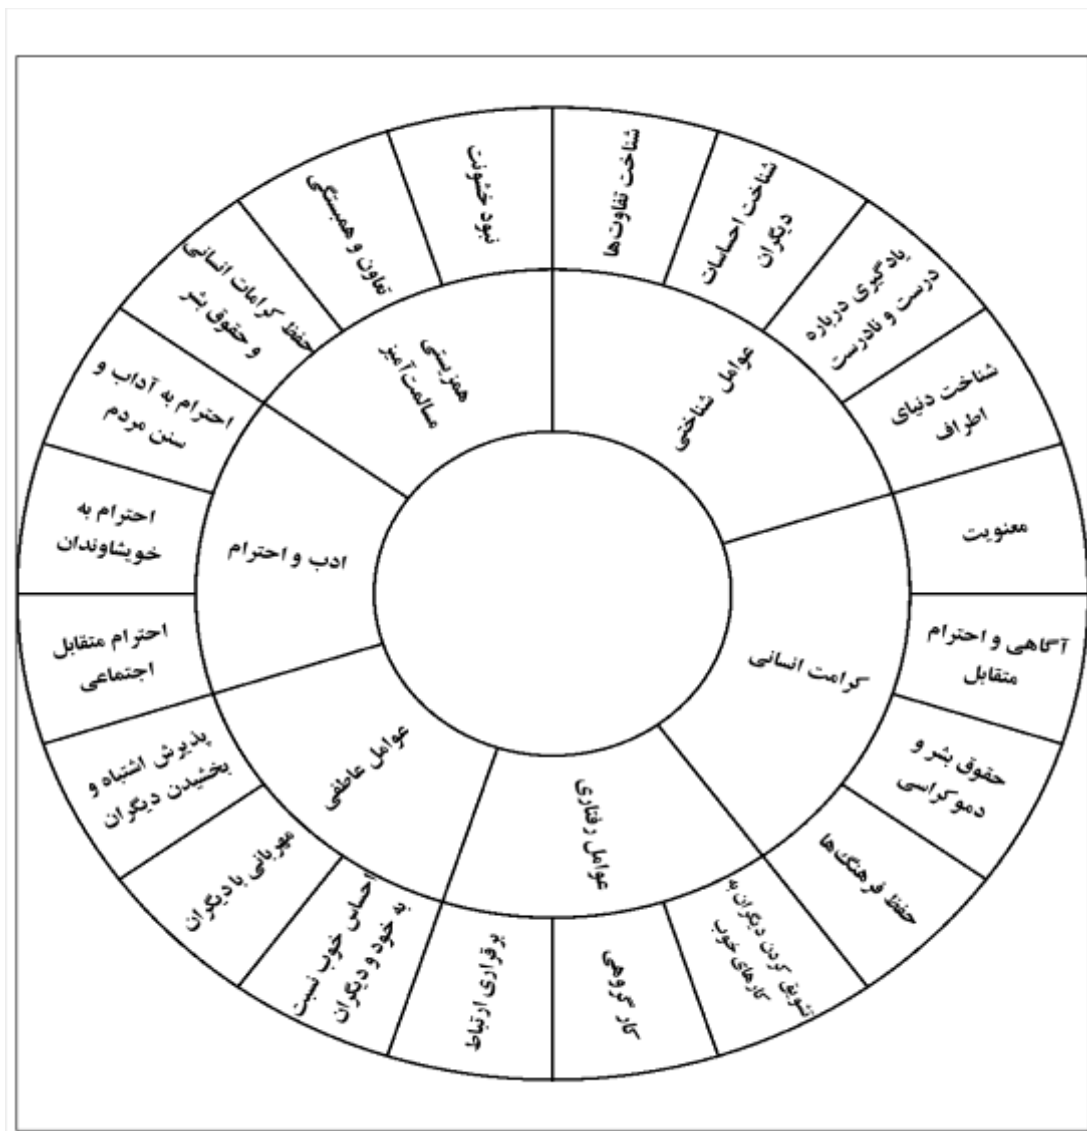 شناخت تفاوت‌ها
شناخت احساسات
دیگران
یادگیری درباره
درست و نادرست
شناخت دنیای
اطراف
معنویت
آگاهی و احترام
متقابل
حقوق بشر و
دموکراسی
حفظ فرهنگ‌ها
تشویق کردن دیگران به
کارهای خوب
کار گروهی
برقراری ارتباط
احساس خوب نسبت
به خود و دیگران
مهربانی با دیگران
پذیرش اشتباه و
بخشیدن دیگران
احترام متقابل
اجتماعی
احترام به
خویشاوندان
احترام به آداب و
سنن مردم
حفظ کرامات انسانی
و حقوق بشر
تعاون و همبستگی
نبود خشونت
عوامل شناختی
کرامت انسانی
عوامل رفتاری
عوامل عاطفی
ادب و احترام
همزیستی
مسالمت‌آمیز